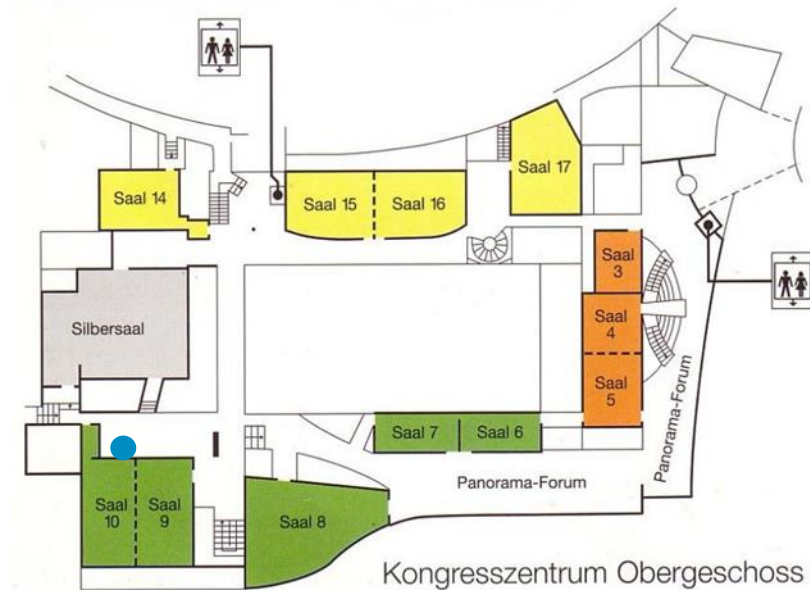 Saal 17
Saal 14
Saal 15
Saal 16
Saal
3
Silbersaal
Saal
4
Saal
5
Saal 7
Saal 6
Panorama-Forum
Panorama-Forum
Saal
10
Saal
9
Saal 8
Kongresszentrum Obergeschoss